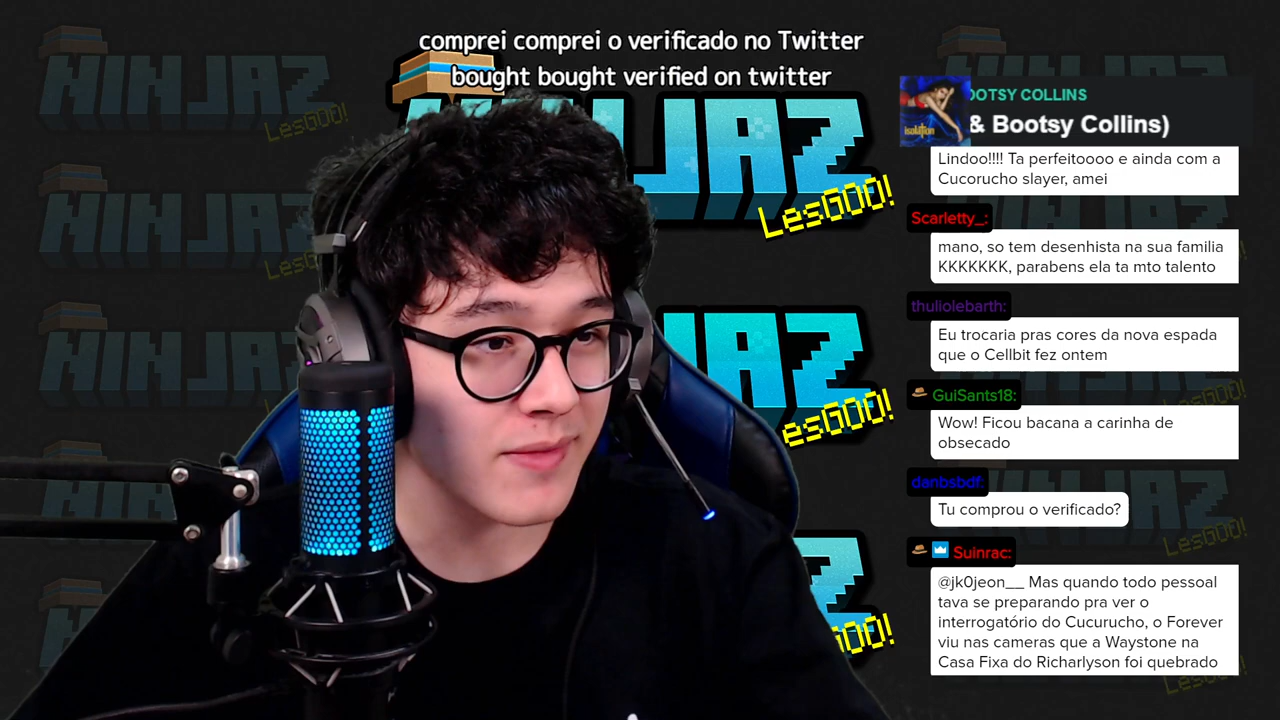 comprei comprei o verificado no Twitter
bought bought verified on twitter
NINJAZ
LesGOO!
OOTSY COLLINS
& Bootsy Collins)
isolation
Lindoo!!!! Ta perfeitoooo e ainda com a
Cucorucho slayer, amei
Scarletty_:
mano, so tem desenhista na sua familia
KKKKKKK, parabens ela ta mto talento
thuliolebarth:
Eu trocaria pras cores da nova espada
que o Cellbit fez ontem
GuiSants18:
Wow! Ficou bacana a carinha de
obsecado
danbsbdf:
Tu comprou o verificado?
Suinrac:
@jk0jeon__ Mas quando todo pessoal
tava se preparando pra ver o
interrogatório do Cucurucho, o Forever
viu nas cameras que a Waystone na
Casa Fixa do Richarlyson foi quebrado